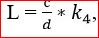 L = c/d * k₄,